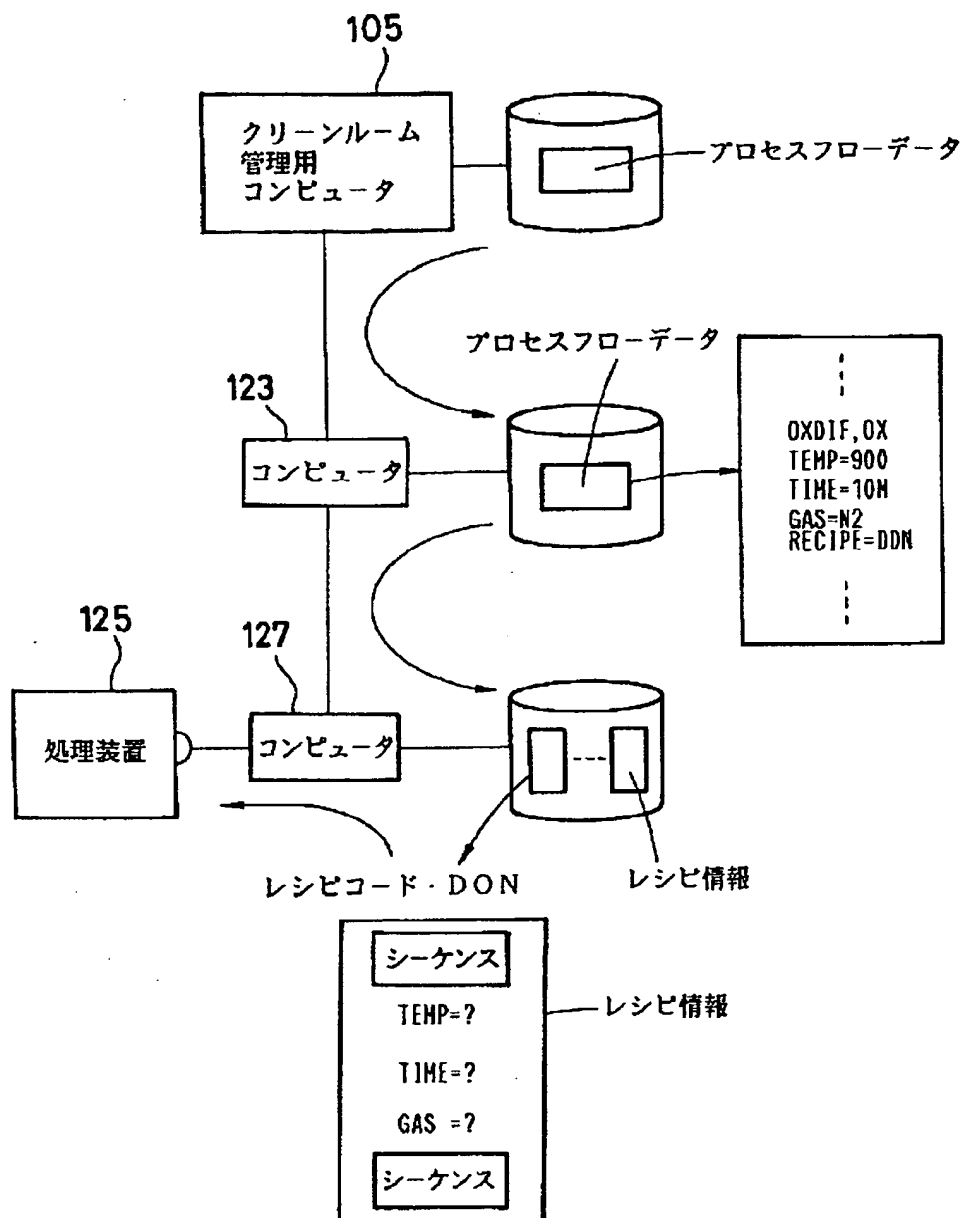 105
クリーンルーム
管理用
コンピュータ
プロセスフローデータ
プロセスフローデータ
123
コンピュータ
OXDIF,OX
TEMP=900
TIME=10M
GAS=N2
RECIPE=DDN
125
処理装置
127
コンピュータ
レシピコード・DON
レシピ情報
シーケンス
TEMP=?
TIME=?
GAS =?
シーケンス
レシピ情報